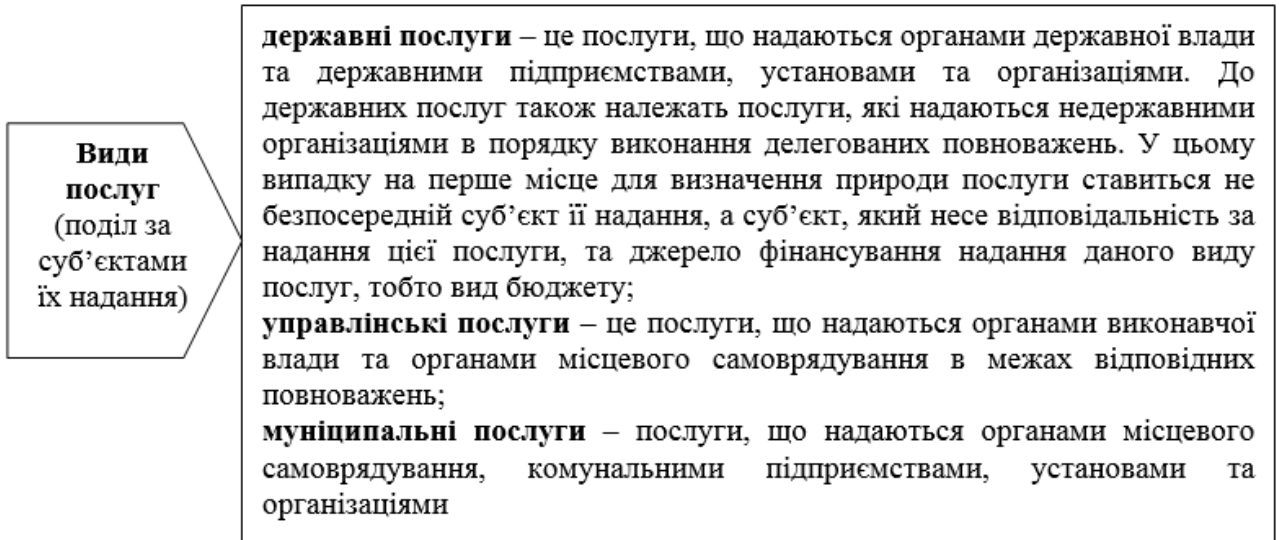 Види
послуг
(поділ за
суб’єктами
їх надання)
державні послуги – це послуги, що надаються органами державної влади
та державними підприємствами, установами та організаціями. До
державних послуг також належать послуги, які надаються недержавними
організаціями в порядку виконання делегованих повноважень. У цьому
випадку на перше місце для визначення природи послуги ставиться не
безпосередній суб’єкт її надання, а суб’єкт, який несе відповідальність за
надання цієї послуги, та джерело фінансування надання даного виду
послуг, тобто вид бюджету;
управлінські послуги – це послуги, що надаються органами виконавчої
влади та органами місцевого самоврядування в межах відповідних
повноважень;
муніципальні послуги – послуги, що надаються органами місцевого
самоврядування, комунальними підприємствами, установами та
організаціями